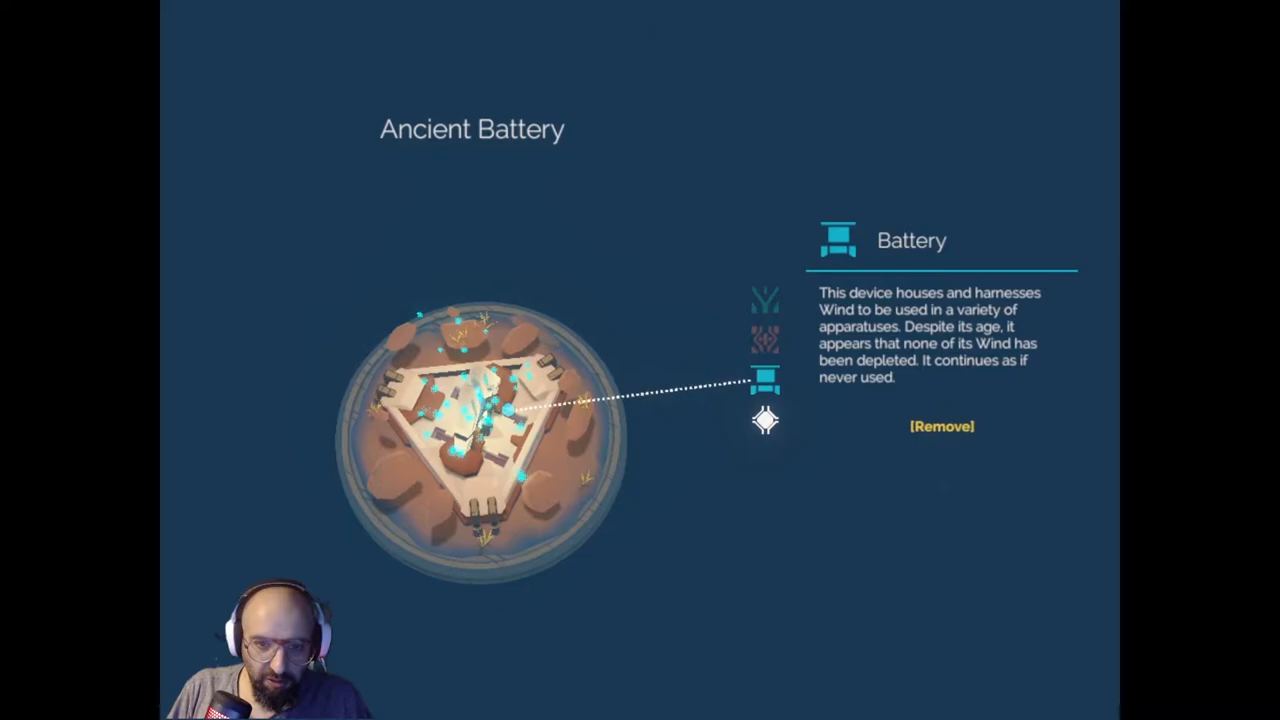 Ancient Battery
Battery
This device houses and harnesses
Wind to be used in a variety of
apparatuses. Despite its age, it
appears that none of its Wind has
been depleted. It continues as if
never used.
[Remove]